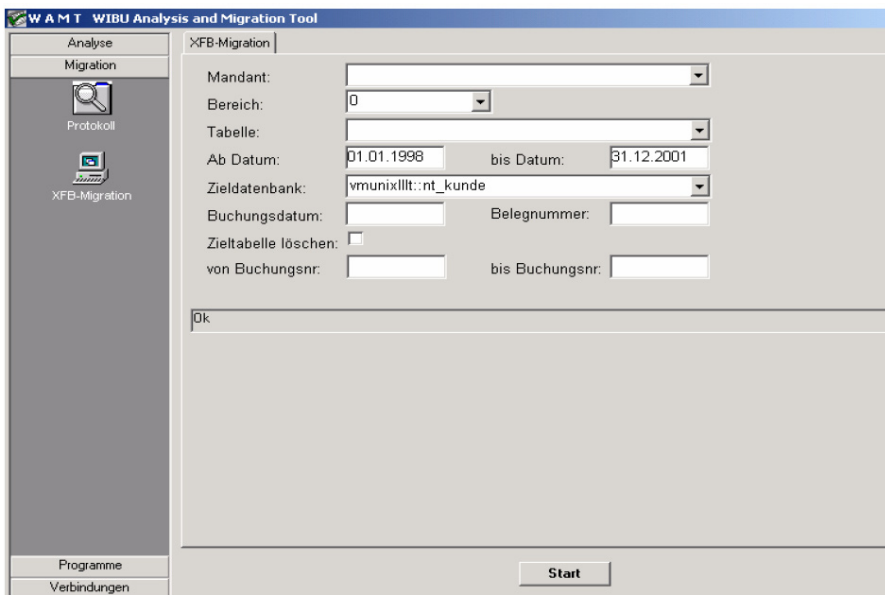 WAMT WIBU Analysis and Migration Tool
Analyse
Migration
Protokoll
XFB-Migration
Programme
Verbindungen
XFB-Migration
Mandant:
Bereich: 0
Tabelle:
Ab Datum: 01.01.1998 bis Datum: 31.12.2001
Zieldatenbank: vmunixlllt::nt_kunde
Buchungsdatum: Belegnummer:
Zieltabelle löschen:
von Buchungsnr: bis Buchungsnr:
Ok
Start